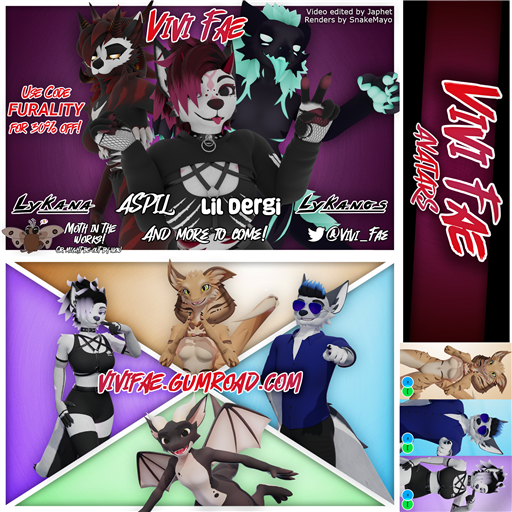 Video edited by Japhet
Renders by SnakeMayo
Vivi Fae
Use Code
FURALITY
for 30% off!
LyKana
ASPIL
Lil Dergi
LyKanos
Moth in the
works!
And more to come!
@Vivi_Fae
vivifae.gumroad.com
Vivi Fae
AVATARS